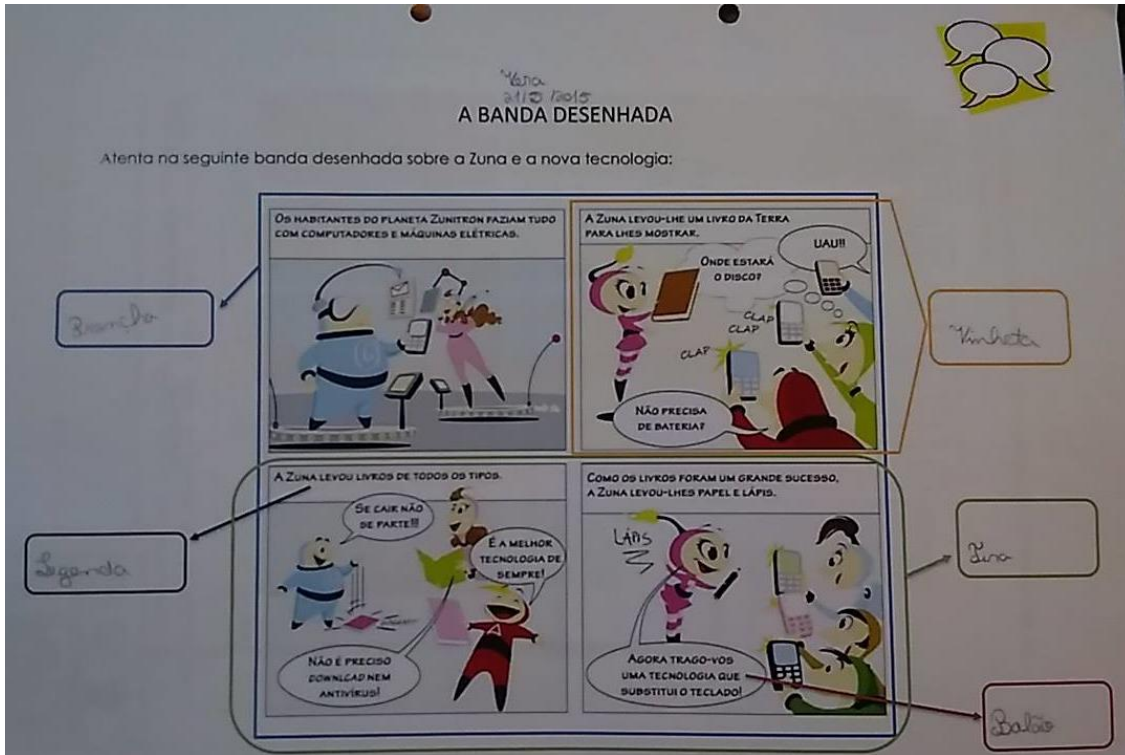 Vera
21/5/2015
A BANDA DESENHADA
Atenta na seguinte banda desenhada sobre a Zuna e a nova tecnologia:
OS HABITANTES DO PLANETA ZUNITRON FAZIAM TUDO
COM COMPUTADORES E MÁQUINAS ELÉTRICAS.
A ZUNA LEVOU-LHE UM LIVRO DA TERRA
PARA LHES MOSTRAR.
UAU!!
ONDE ESTARÁ
O DISCO?
CLAP
CLAP
CLAP
NÃO PRECISA
DE BATERIA?
Prancha
Vinheta
A ZUNA LEVOU LIVROS DE TODOS OS TIPOS.
SE CAIR NÃO
SE PARTE!!
É A MELHOR
TECNOLOGIA DE
SEMPRE!
NÃO É PRECISO
DOWNLOAD NEM
ANTIVÍRUS!
COMO OS LIVROS FORAM UM GRANDE SUCESSO,
A ZUNA LEVOU-LHES PAPEL E LÁPIS.
LÁPIS
AGORA TRAGO-VOS
UMA TECNOLOGIA QUE
SUBSTITUI O TECLADO!
Legenda
Tira
Balão